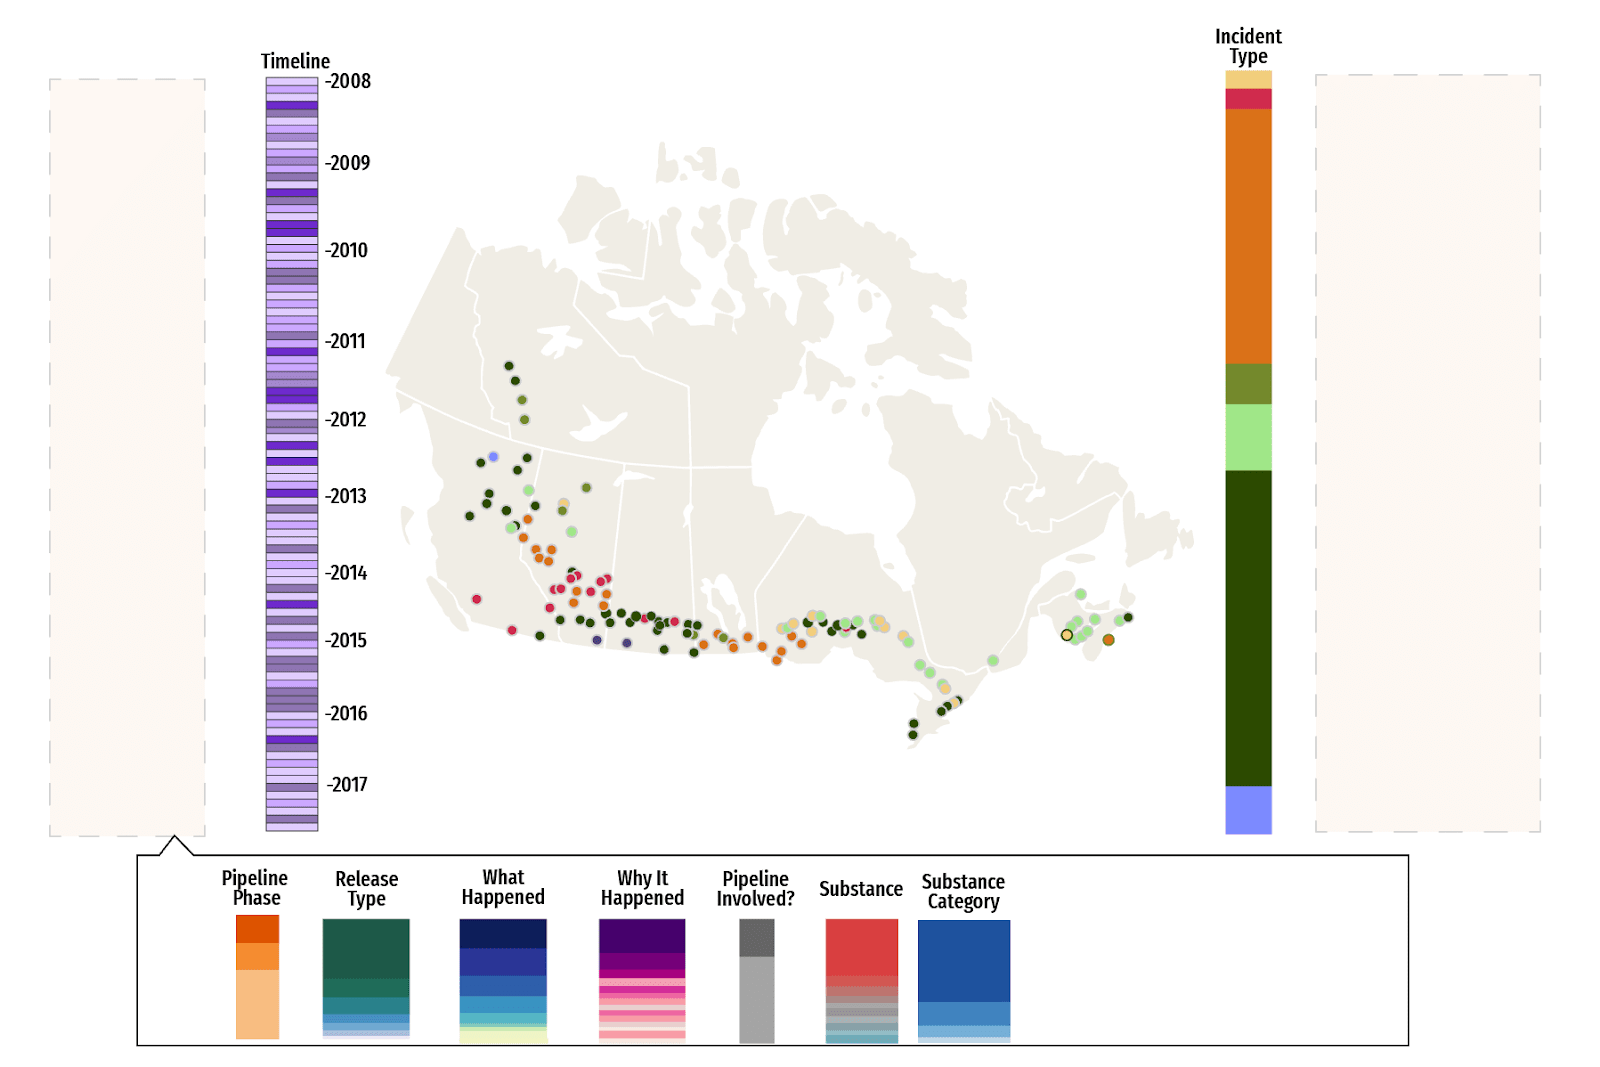 Timeline
-2008
-2009
-2010
-2011
-2012
-2013
-2014
-2015
-2016
-2017
Incident
Type
Pipeline
Phase
Release
Type
What
Happened
Why It
Happened
Pipeline
Involved?
Substance
Substance
Category